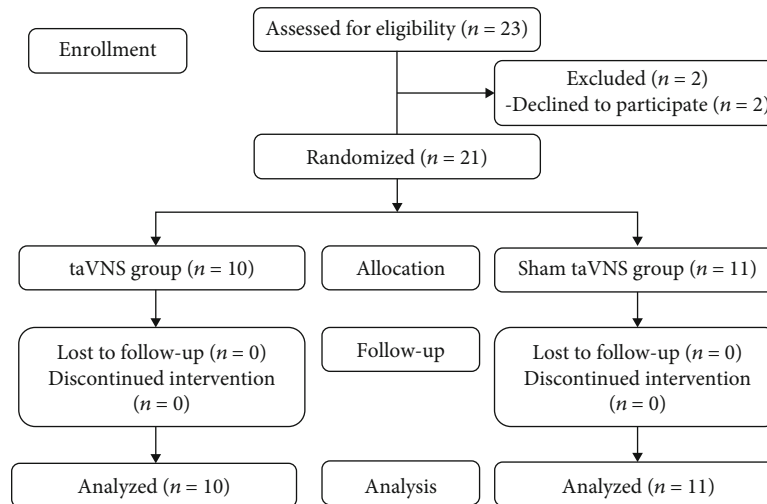 Assessed for eligibility (n = 23)
Enrollment
Excluded (n = 2)
-Declined to participate (n = 2)
Randomized (n = 21)
taVNS group (n = 10)
Allocation
Sham taVNS group (n = 11)
Lost to follow-up (n = 0)
Discontinued intervention
(n = 0)
Follow-up
Lost to follow-up (n = 0)
Discontinued intervention
(n = 0)
Analyzed (n = 10)
Analysis
Analyzed (n = 11)